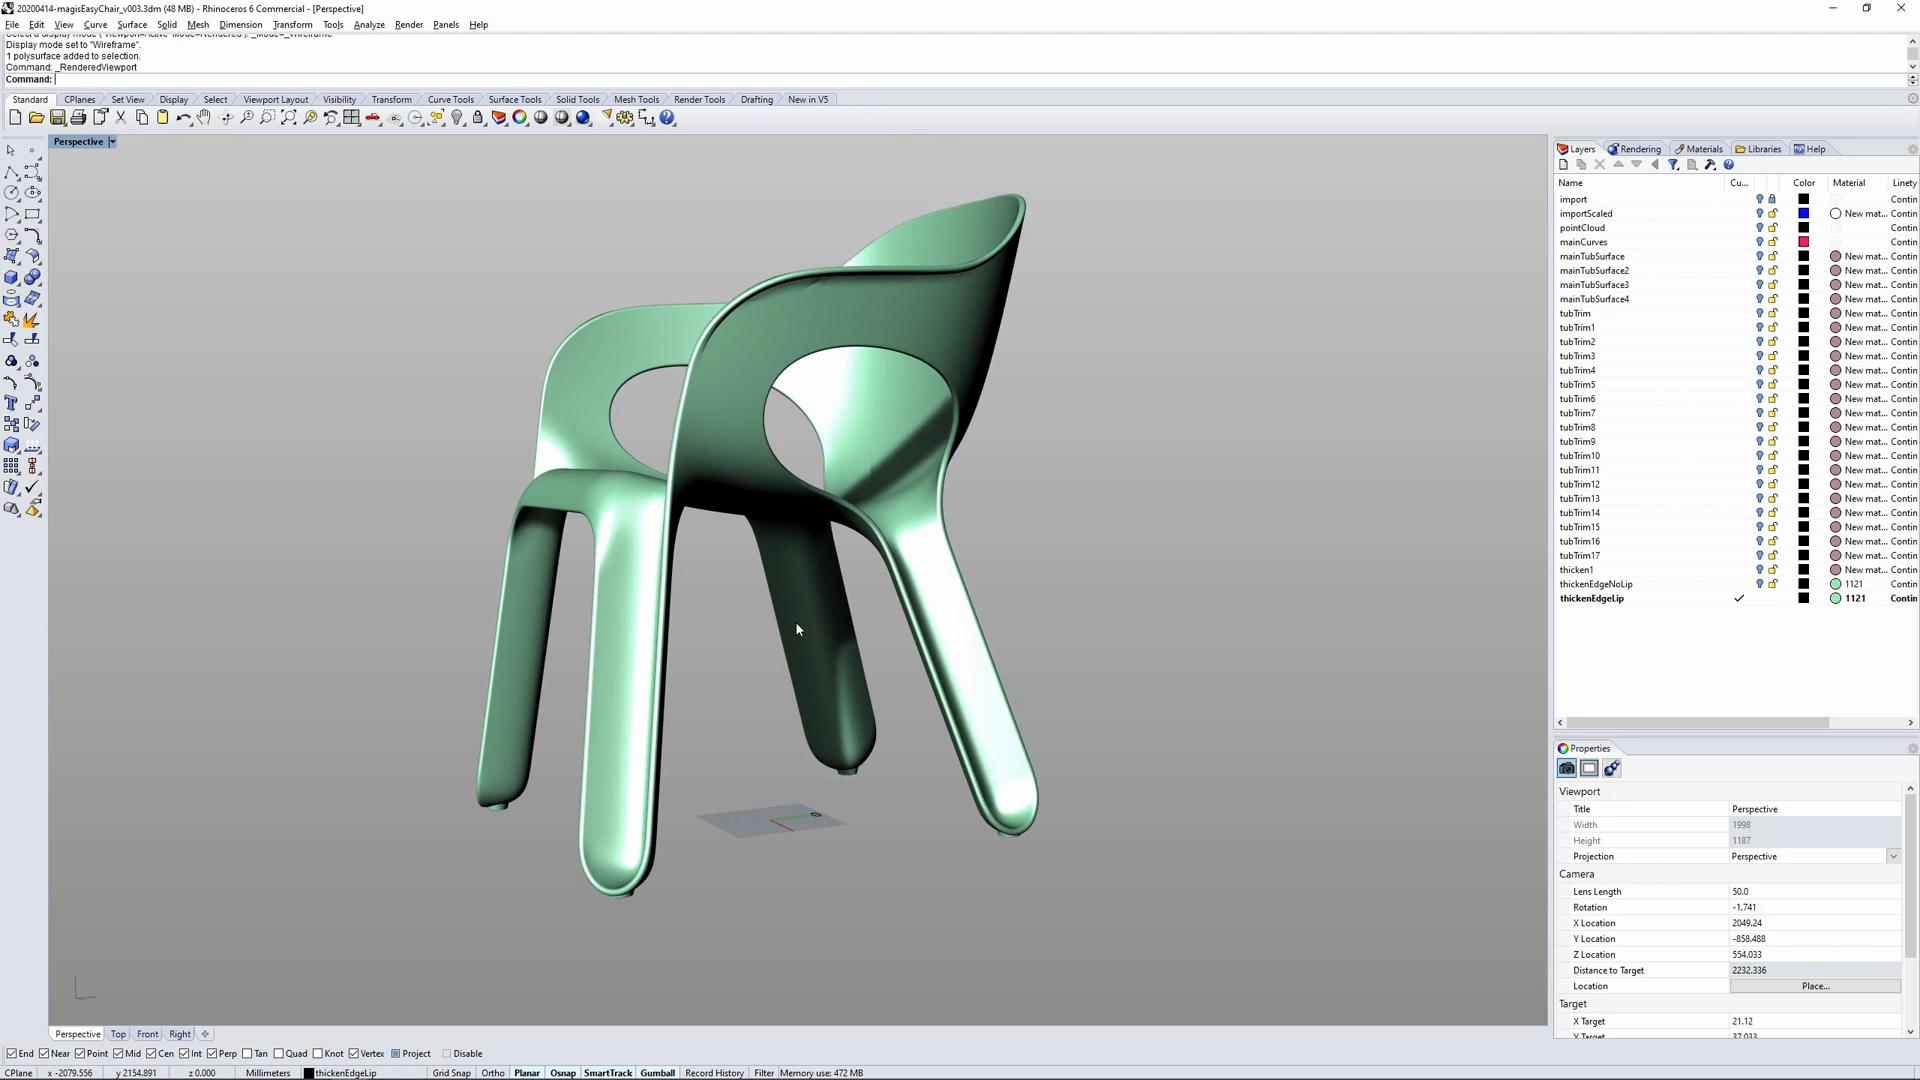 20200414-magisEasyChair_v003.3dm (48 MB) - Rhinoceros 6 Commercial - [Perspective]
File Edit View Curve Surface Solid Mesh Dimension Transform Tools Analyze Render Panels Help
Select a display mode ( Viewport=Active Mode=Rendered ): _Mode=_Wireframe
Display mode set to "Wireframe".
1 polysurface added to selection.
Command: _RenderedViewport
Command:
Standard CPlanes Set View Display Select Viewport Layout Visibility Transform Curve Tools Surface Tools Solid Tools Mesh Tools Render Tools Drafting New in V5
Perspective
Layers Rendering Materials Libraries Help
Name Cu... Color Material Linety
import Contin
importScaled New mat... Contin
pointCloud Contin
mainCurves Contin
mainTubSurface New mat... Contin
mainTubSurface2 New mat... Contin
mainTubSurface3 New mat... Contin
mainTubSurface4 New mat... Contin
tubTrim New mat... Contin
tubTrim1 New mat... Contin
tubTrim2 New mat... Contin
tubTrim3 New mat... Contin
tubTrim4 New mat... Contin
tubTrim5 New mat... Contin
tubTrim6 New mat... Contin
tubTrim7 New mat... Contin
tubTrim8 New mat... Contin
tubTrim9 New mat... Contin
tubTrim10 New mat... Contin
tubTrim11 New mat... Contin
tubTrim12 New mat... Contin
tubTrim13 New mat... Contin
tubTrim14 New mat... Contin
tubTrim15 New mat... Contin
tubTrim16 New mat... Contin
tubTrim17 New mat... Contin
thicken1 New mat... Contin
thickenEdgeNoLip 1121 Contin
thickenEdgeLip 1121 Contin
Properties
Viewport
Title Perspective
Width 1998
Height 1187
Projection Perspective
Camera
Lens Length 50.0
Rotation -1.741
X Location 2049.24
Y Location -858.488
Z Location 554.033
Distance to Target 2232.336
Location Place...
Target
X Target 21.12
Y Target 37.033
Perspective Top Front Right
End Near Point Mid Cen Int Perp Tan Quad Knot Vertex Project Disable
CPlane x -2079.556 y 2154.891 z 0.000 Millimeters thickenEdgeLip Grid Snap Ortho Planar Osnap SmartTrack Gumball Record History Filter Memory use: 472 MB